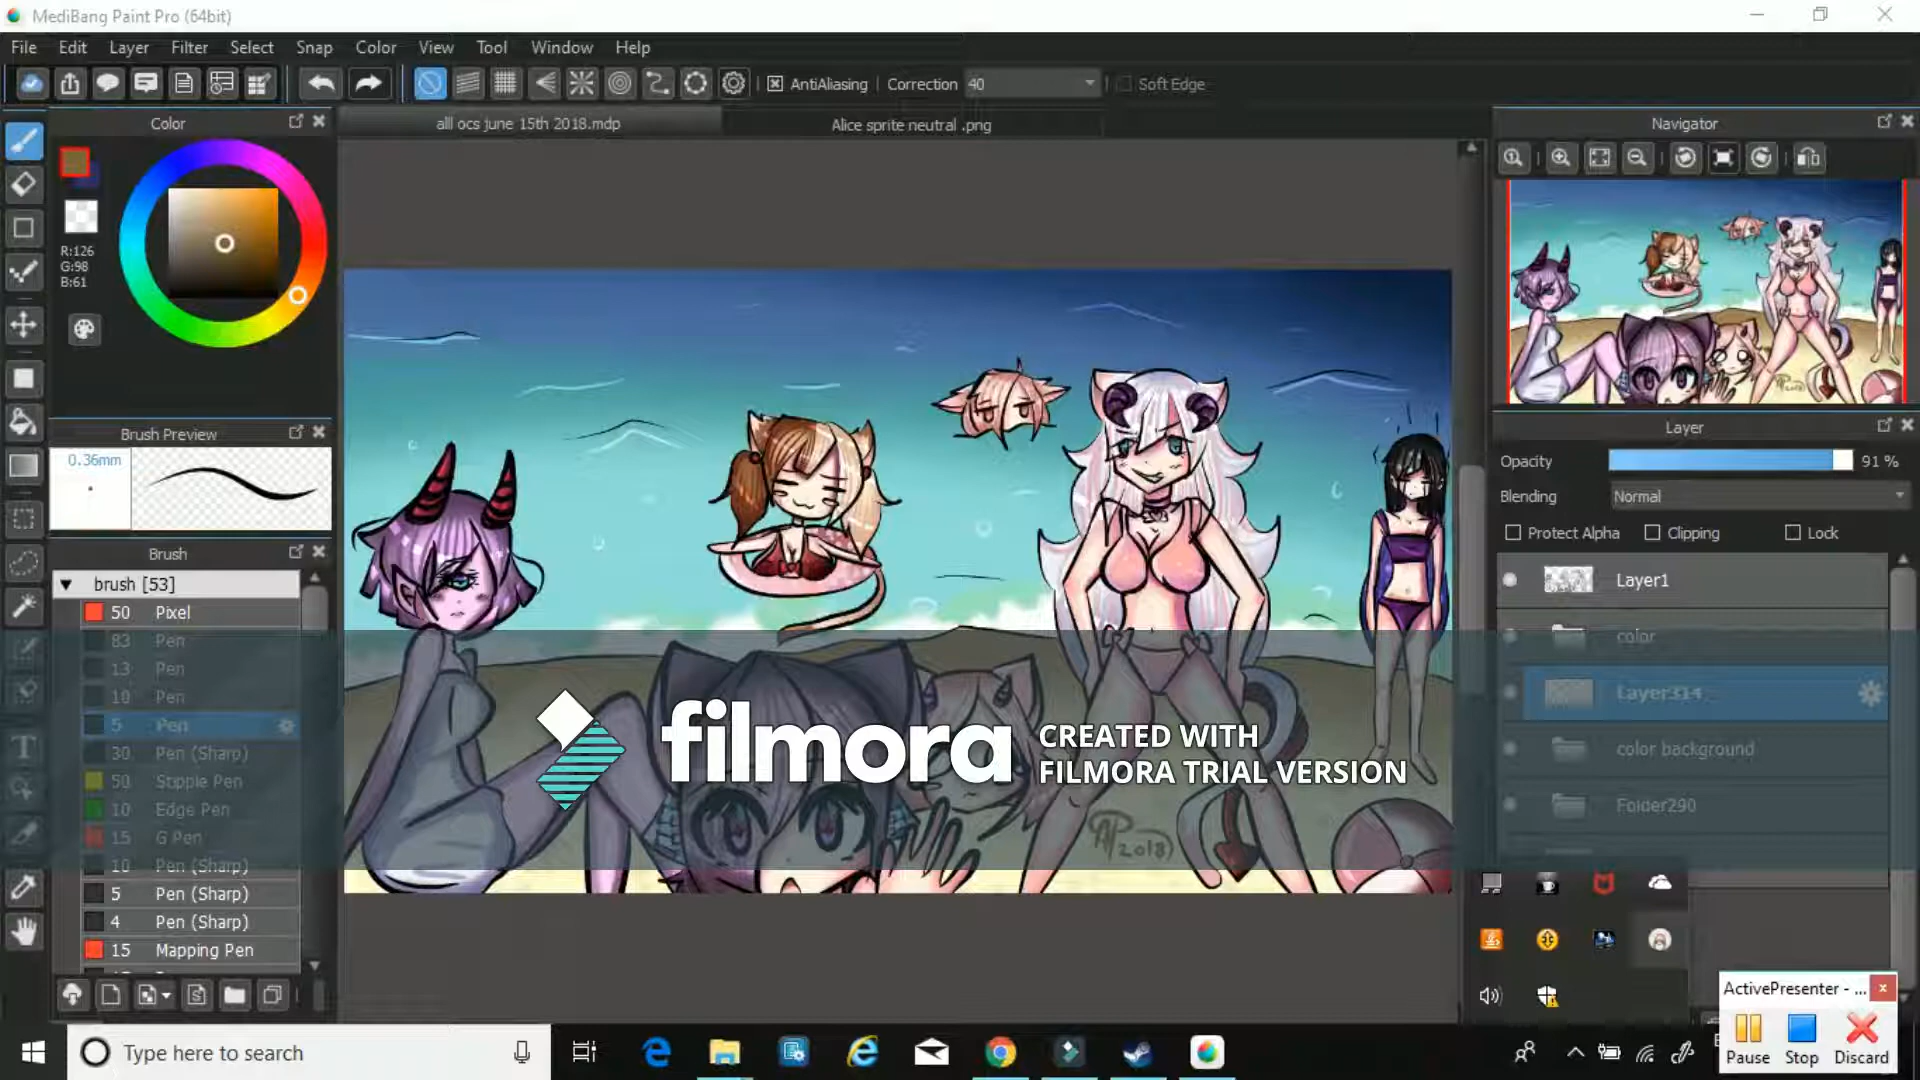 MediBang Paint Pro (64bit)
File Edit Layer Filter Select Snap Color View Tool Window Help
AntiAliasing Correction 40 Soft Edge
Color
all ocs june 15th 2018.mdp
Alice sprite neutral .png
Navigator
R:126
G:98
B:61
Brush Preview
0.36mm
Layer
Opacity 91 %
Blending Normal
Protect Alpha Clipping Lock
Brush
brush [53]
50 Pixel
83 Pen
13 Pen
10 Pen
5 Pen
30 Pen (Sharp)
50 Stipple Pen
10 Edge Pen
15 G Pen
10 Pen (Sharp)
5 Pen (Sharp)
4 Pen (Sharp)
15 Mapping Pen
Layer1
color
Layer314
color background
Folder290
filmora
CREATED WITH
FILMORA TRIAL VERSION
2018
ActivePresenter - ...
Pause Stop Discard
Type here to search